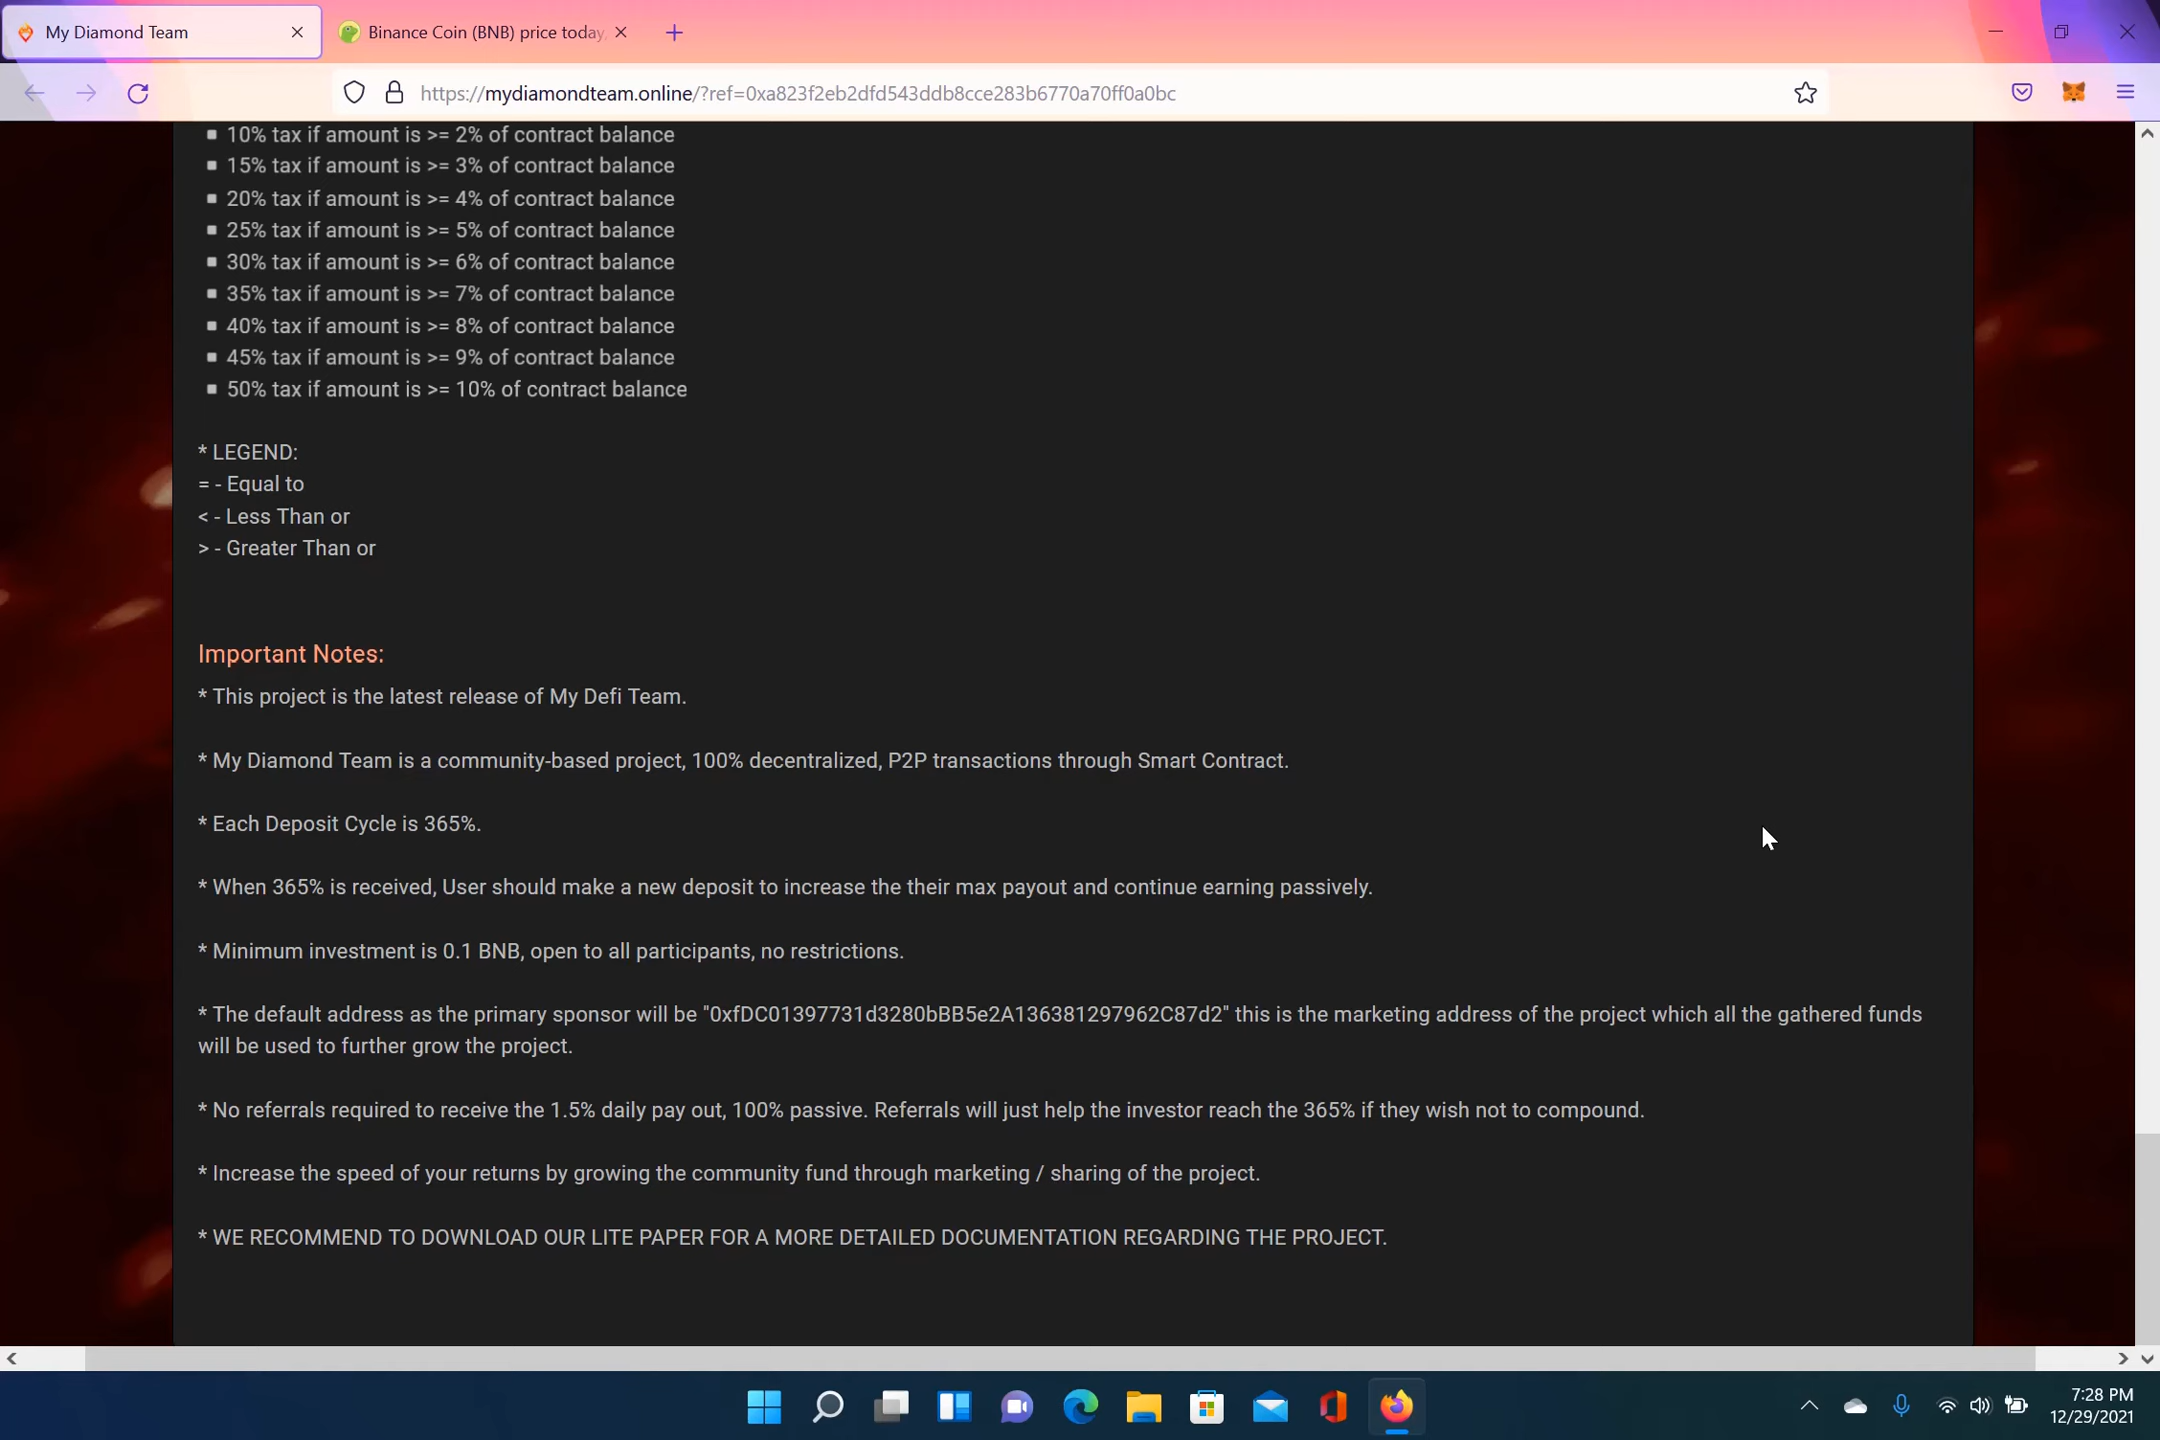 My Diamond Team
Binance Coin (BNB) price today,
https://mydiamondteam.online/?ref=0xa823f2eb2dfd543ddb8cce283b6770a70ff0a0bc
10% tax if amount is >= 2% of contract balance
15% tax if amount is >= 3% of contract balance
20% tax if amount is >= 4% of contract balance
25% tax if amount is >= 5% of contract balance
30% tax if amount is >= 6% of contract balance
35% tax if amount is >= 7% of contract balance
40% tax if amount is >= 8% of contract balance
45% tax if amount is >= 9% of contract balance
50% tax if amount is >= 10% of contract balance
* LEGEND:
= - Equal to
< - Less Than or
> - Greater Than or
Important Notes:
* This project is the latest release of My Defi Team.
* My Diamond Team is a community-based project, 100% decentralized, P2P transactions through Smart Contract.
* Each Deposit Cycle is 365%.
* When 365% is received, User should make a new deposit to increase the their max payout and continue earning passively.
* Minimum investment is 0.1 BNB, open to all participants, no restrictions.
* The default address as the primary sponsor will be "0xfDC01397731d3280bBB5e2A136381297962C87d2" this is the marketing address of the project which all the gathered funds
will be used to further grow the project.
* No referrals required to receive the 1.5% daily pay out, 100% passive. Referrals will just help the investor reach the 365% if they wish not to compound.
* Increase the speed of your returns by growing the community fund through marketing / sharing of the project.
* WE RECOMMEND TO DOWNLOAD OUR LITE PAPER FOR A MORE DETAILED DOCUMENTATION REGARDING THE PROJECT.
7:28 PM
12/29/2021